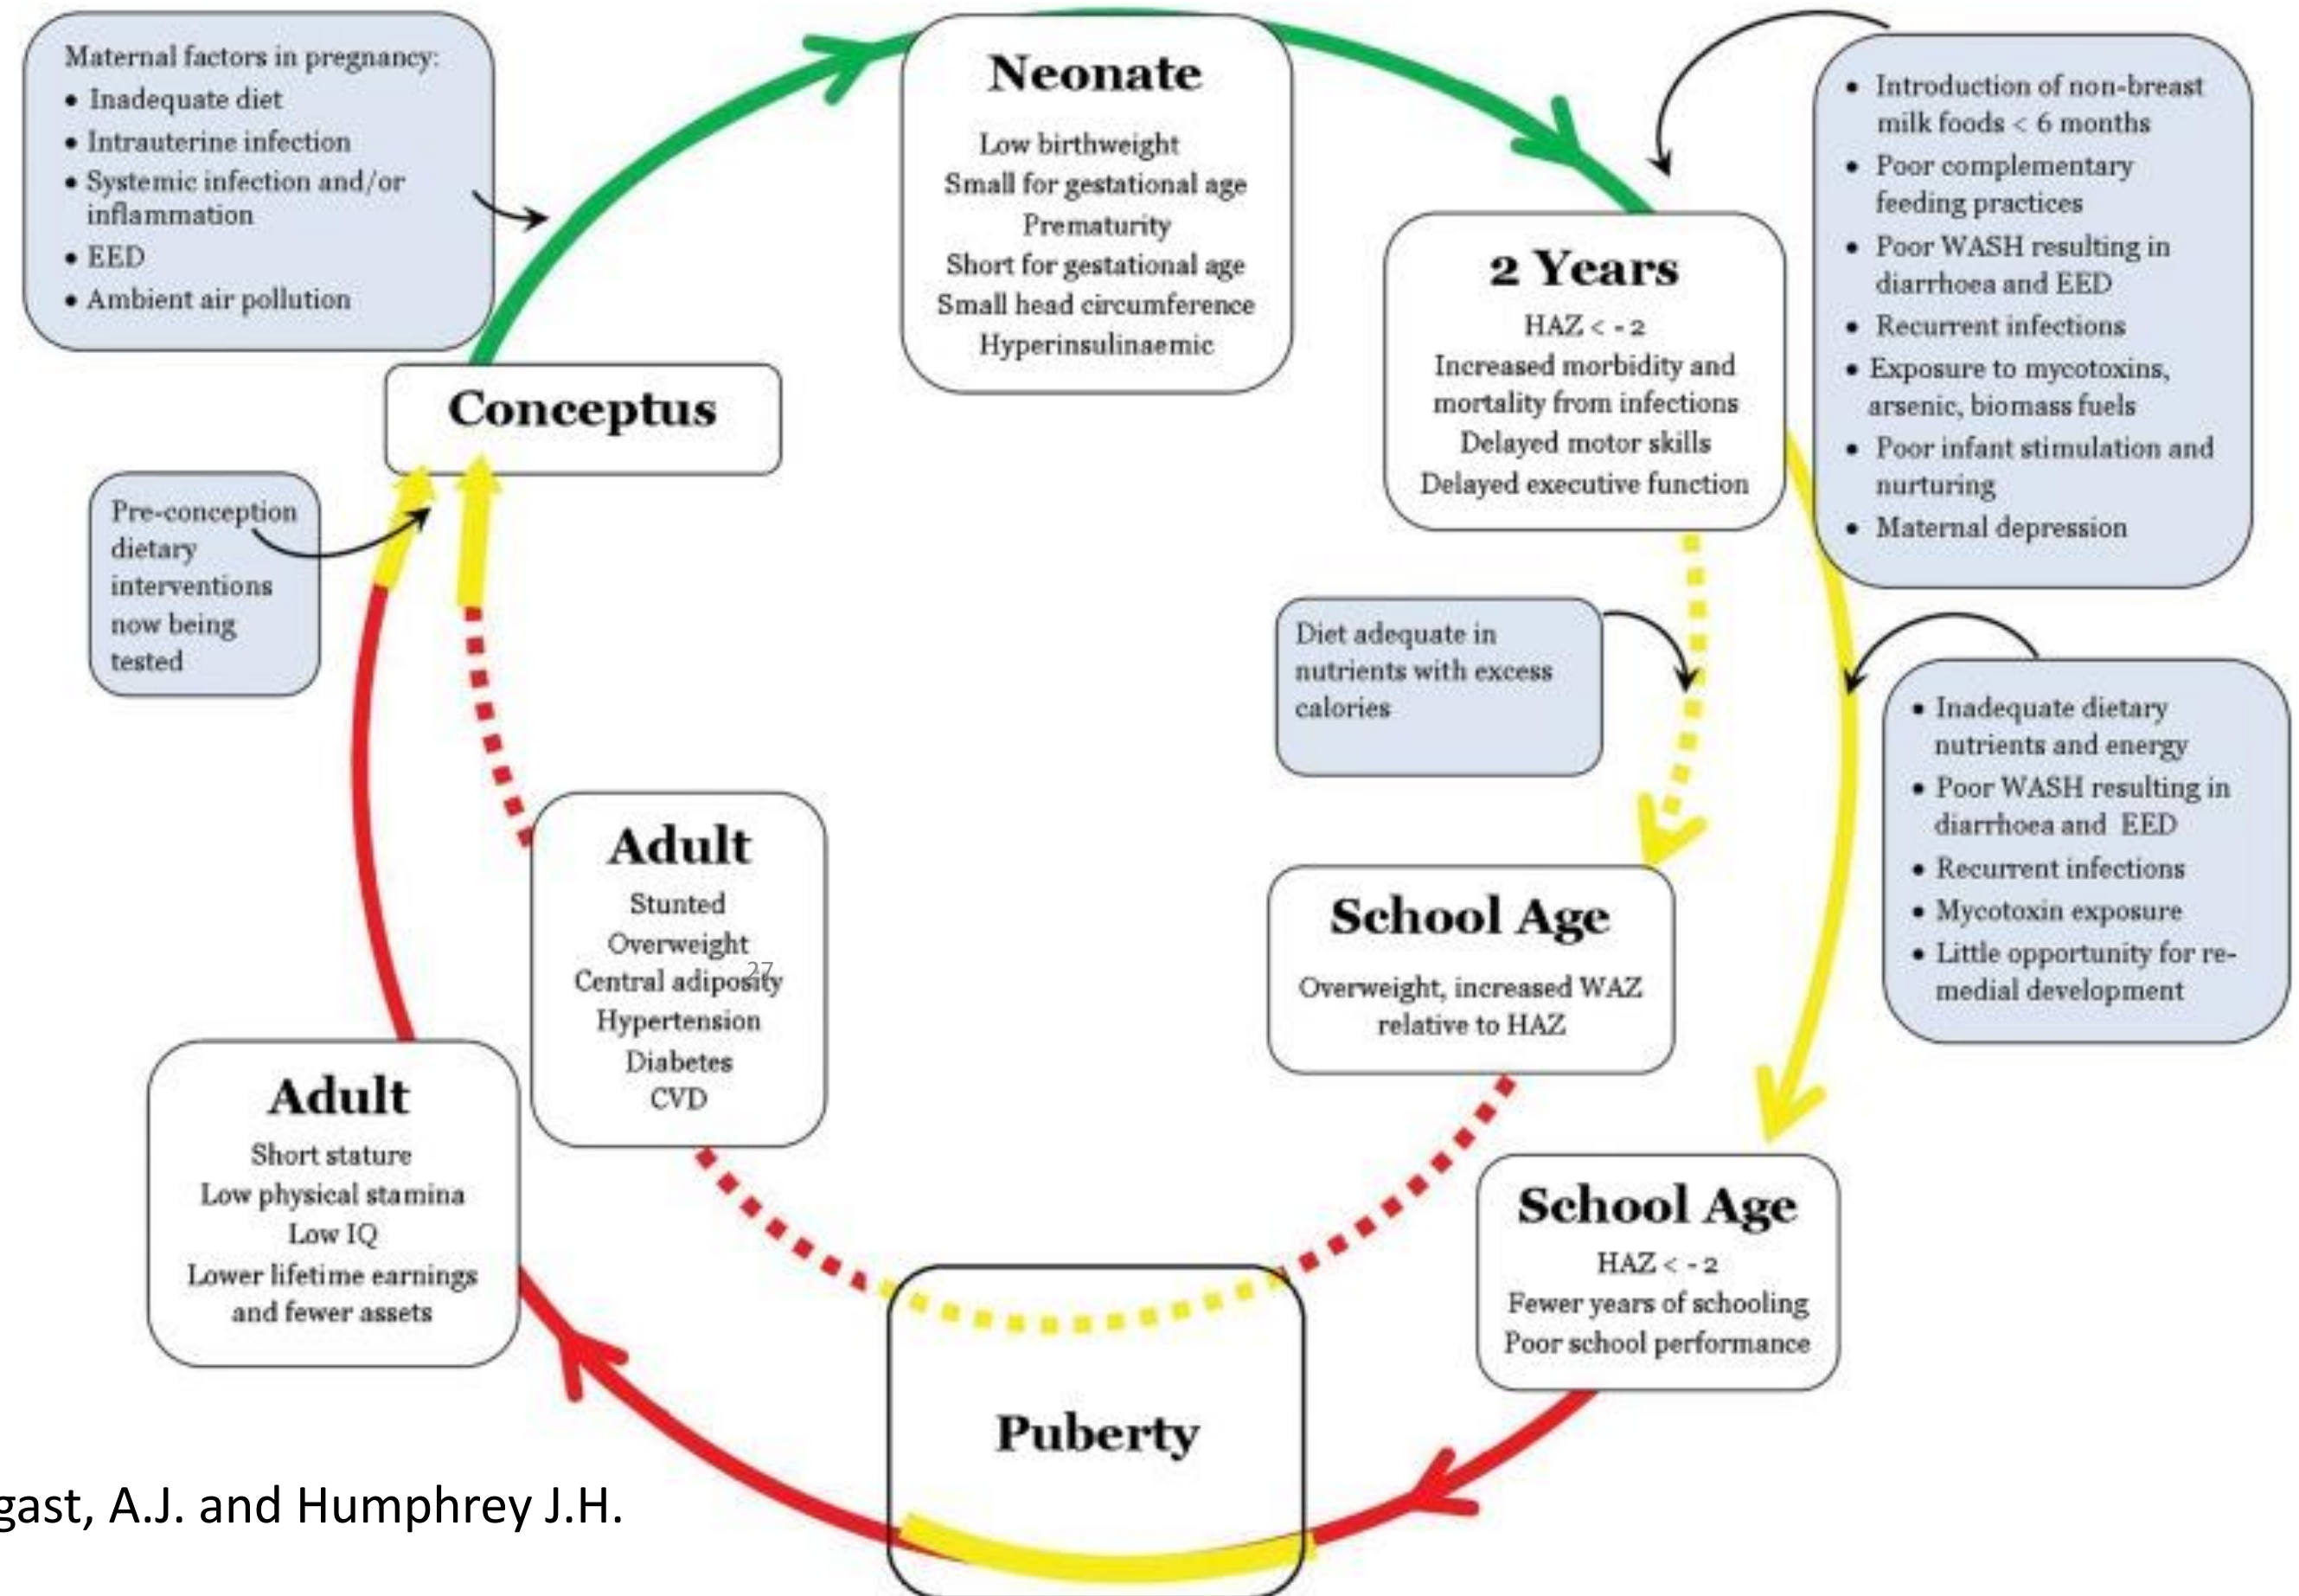 Maternal factors in pregnancy:
• Inadequate diet
• Intrauterine infection
• Systemic infection and/or
inflammation
• EED
• Ambient air pollution
Neonate
Low birthweight
Small for gestational age
Prematurity
Short for gestational age
Small head circumference
Hyperinsulinaemic
• Introduction of non-breast
milk foods < 6 months
• Poor complementary
feeding practices
• Poor WASH resulting in
diarrhoea and EED
• Recurrent infections
• Exposure to mycotoxins,
arsenic, biomass fuels
• Poor infant stimulation and
nurturing
• Maternal depression
2 Years
HAZ < - 2
Increased morbidity and
mortality from infections
Delayed motor skills
Delayed executive function
Conceptus
Pre-conception
dietary
interventions
now being
tested
Diet adequate in
nutrients with excess
calories
• Inadequate dietary
nutrients and energy
• Poor WASH resulting in
diarrhoea and EED
• Recurrent infections
• Mycotoxin exposure
• Little opportunity for re-
medial development
Adult
Stunted
Overweight
27
Central adiposity
Hypertension
Diabetes
CVD
School Age
Overweight, increased WAZ
relative to HAZ
Adult
Short stature
Low physical stamina
Low IQ
Lower lifetime earnings
and fewer assets
School Age
HAZ < - 2
Fewer years of schooling
Poor school performance
Puberty
gast, A.J. and Humphrey J.H.